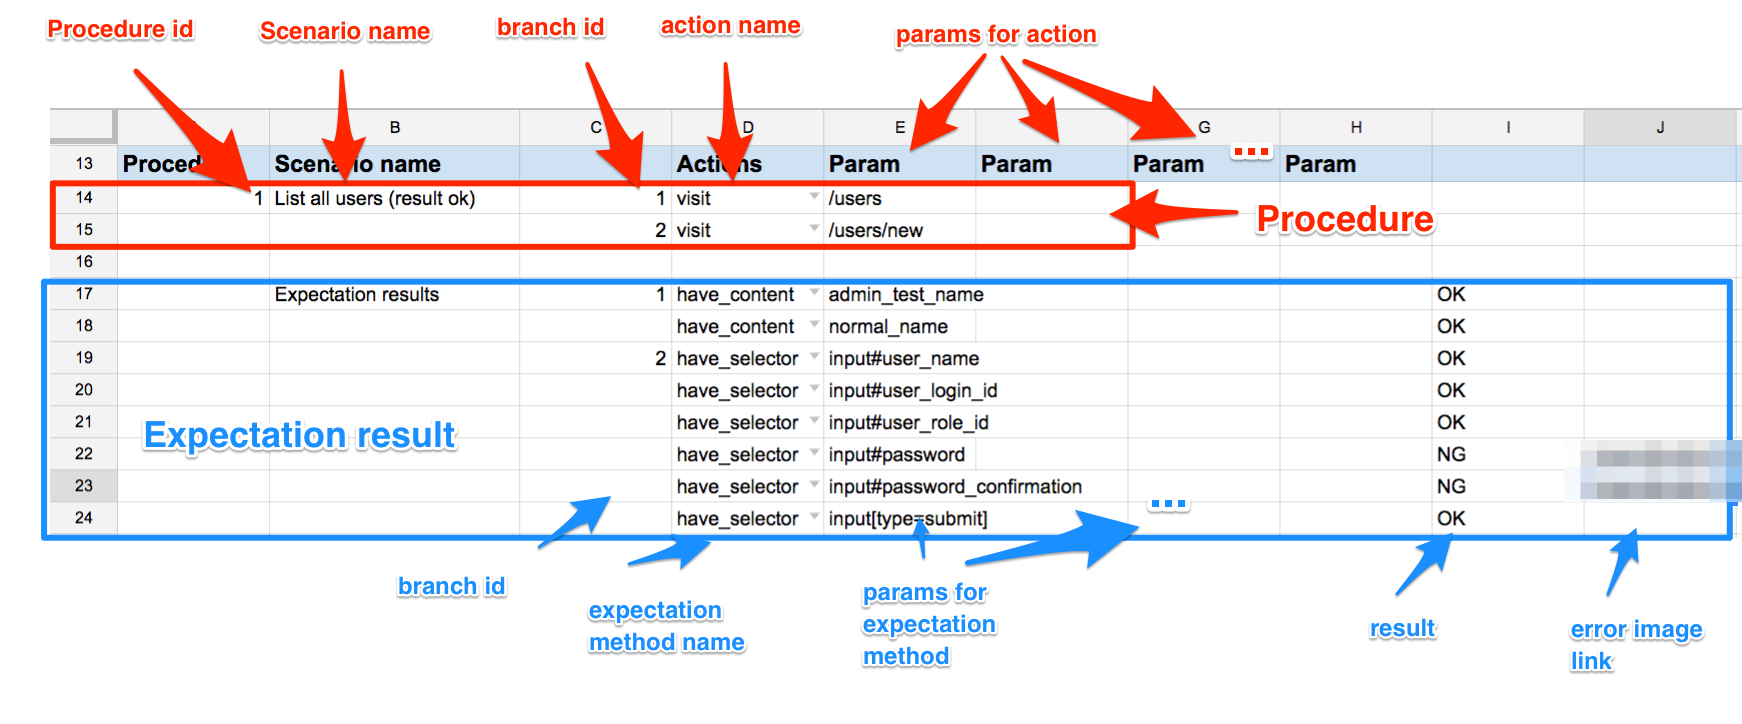 Procedure id
Scenario name
branch id
action name
params for action
B C D E G H I J
13 Proced Scenario name Actions Param Param Param Param
14 1 List all users (result ok) 1 visit /users
15 2 visit /users/new
Procedure
16
17 Expectation results 1 have_content admin_test_name OK
18 have_content normal_name OK
19 2 have_selector input#user_name OK
20 have_selector input#user_login_id OK
21 have_selector input#user_role_id OK
Expectation result
22 have_selector input#password NG
23 have_selector input#password_confirmation NG
24 have_selector input[type=submit] OK
branch id
expectation
method name
params for
expectation
method
result
error image
link